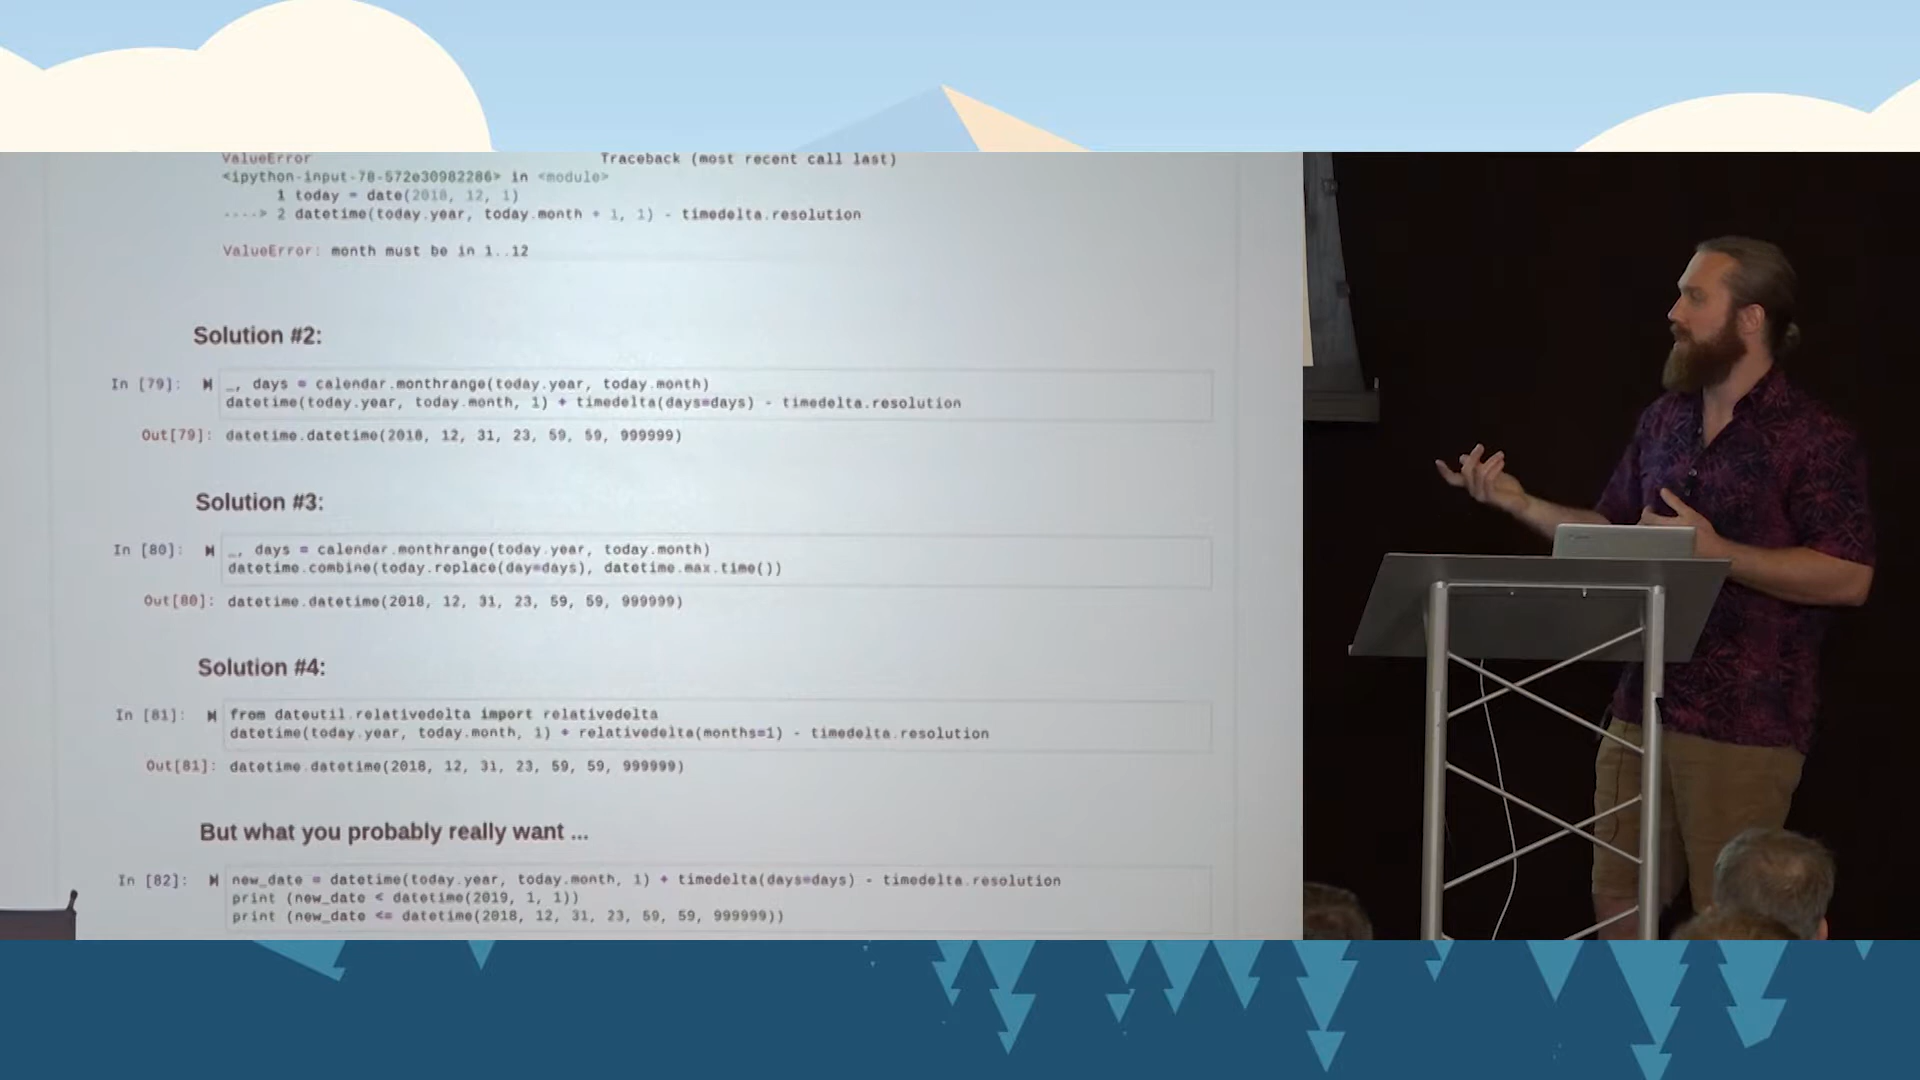 ValueError Traceback (most recent call last)
<ipython-input-78-572e30982286> in <module>
1 today = date(2018, 12, 1)
----> 2 datetime(today.year, today.month + 1, 1) - timedelta.resolution
ValueError: month must be in 1..12
Solution #2:
In [79]: _, days = calendar.monthrange(today.year, today.month)
datetime(today.year, today.month, 1) + timedelta(days=days) - timedelta.resolution
Out[79]: datetime.datetime(2018, 12, 31, 23, 59, 59, 999999)
Solution #3:
In [80]: _, days = calendar.monthrange(today.year, today.month)
datetime.combine(today.replace(day=days), datetime.max.time())
Out[80]: datetime.datetime(2018, 12, 31, 23, 59, 59, 999999)
Solution #4:
In [81]: from dateutil.relativedelta import relativedelta
datetime(today.year, today.month, 1) + relativedelta(months=1) - timedelta.resolution
Out[81]: datetime.datetime(2018, 12, 31, 23, 59, 59, 999999)
But what you probably really want ...
In [82]: new_date = datetime(today.year, today.month, 1) + timedelta(days=days) - timedelta.resolution
print (new_date < datetime(2019, 1, 1))
print (new_date <= datetime(2018, 12, 31, 23, 59, 59, 999999))